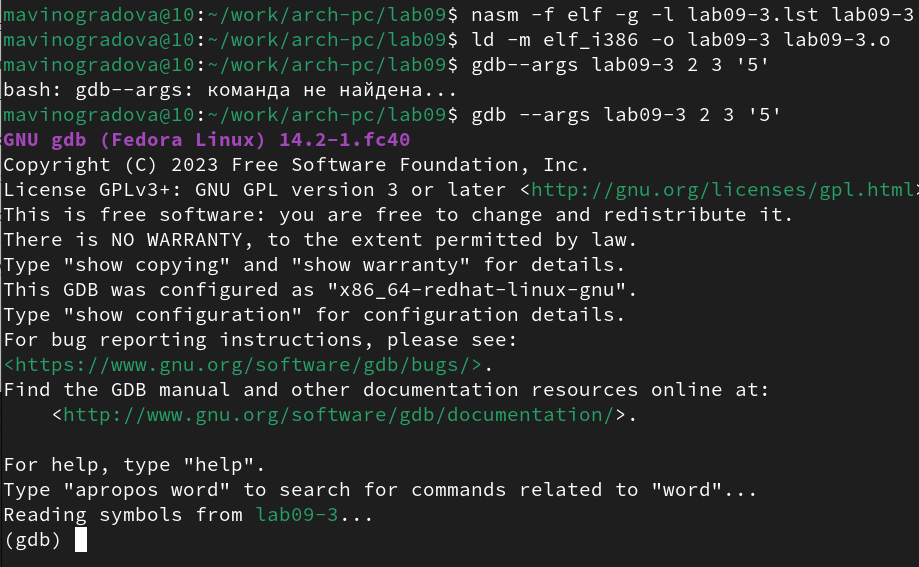 mavinogradova@10:~/work/arch-pc/lab09$ nasm -f elf -g -l lab09-3.lst lab09-3
mavinogradova@10:~/work/arch-pc/lab09$ ld -m elf_i386 -o lab09-3 lab09-3.o
mavinogradova@10:~/work/arch-pc/lab09$ gdb--args lab09-3 2 3 '5'
bash: gdb--args: команда не найдена...
mavinogradova@10:~/work/arch-pc/lab09$ gdb --args lab09-3 2 3 '5'
GNU gdb (Fedora Linux) 14.2-1.fc40
Copyright (C) 2023 Free Software Foundation, Inc.
License GPLv3+: GNU GPL version 3 or later <http://gnu.org/licenses/gpl.html>
This is free software: you are free to change and redistribute it.
There is NO WARRANTY, to the extent permitted by law.
Type "show copying" and "show warranty" for details.
This GDB was configured as "x86_64-redhat-linux-gnu".
Type "show configuration" for configuration details.
For bug reporting instructions, please see:
<https://www.gnu.org/software/gdb/bugs/>.
Find the GDB manual and other documentation resources online at:
    <http://www.gnu.org/software/gdb/documentation/>.

For help, type "help".
Type "apropos word" to search for commands related to "word"...
Reading symbols from lab09-3...
(gdb)